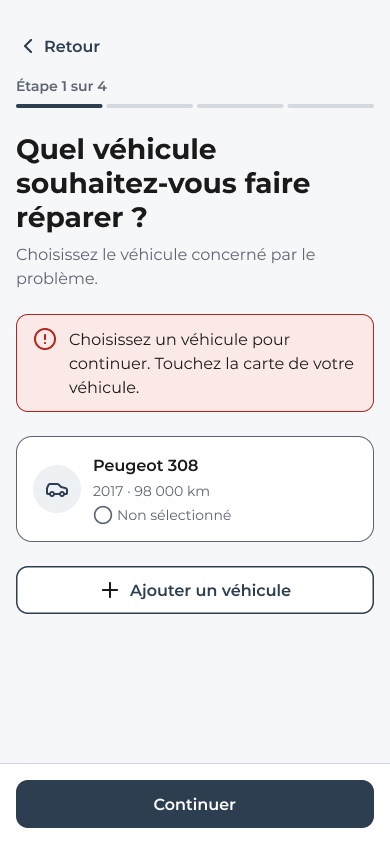 Retour
Étape 1 sur 4
Quel véhicule
souhaitez-vous faire
réparer ?
Choisissez le véhicule concerné par le
problème.
Choisissez un véhicule pour
continuer. Touchez la carte de votre
véhicule.
Peugeot 308
2017 · 98 000 km
Non sélectionné
Ajouter un véhicule
Continuer